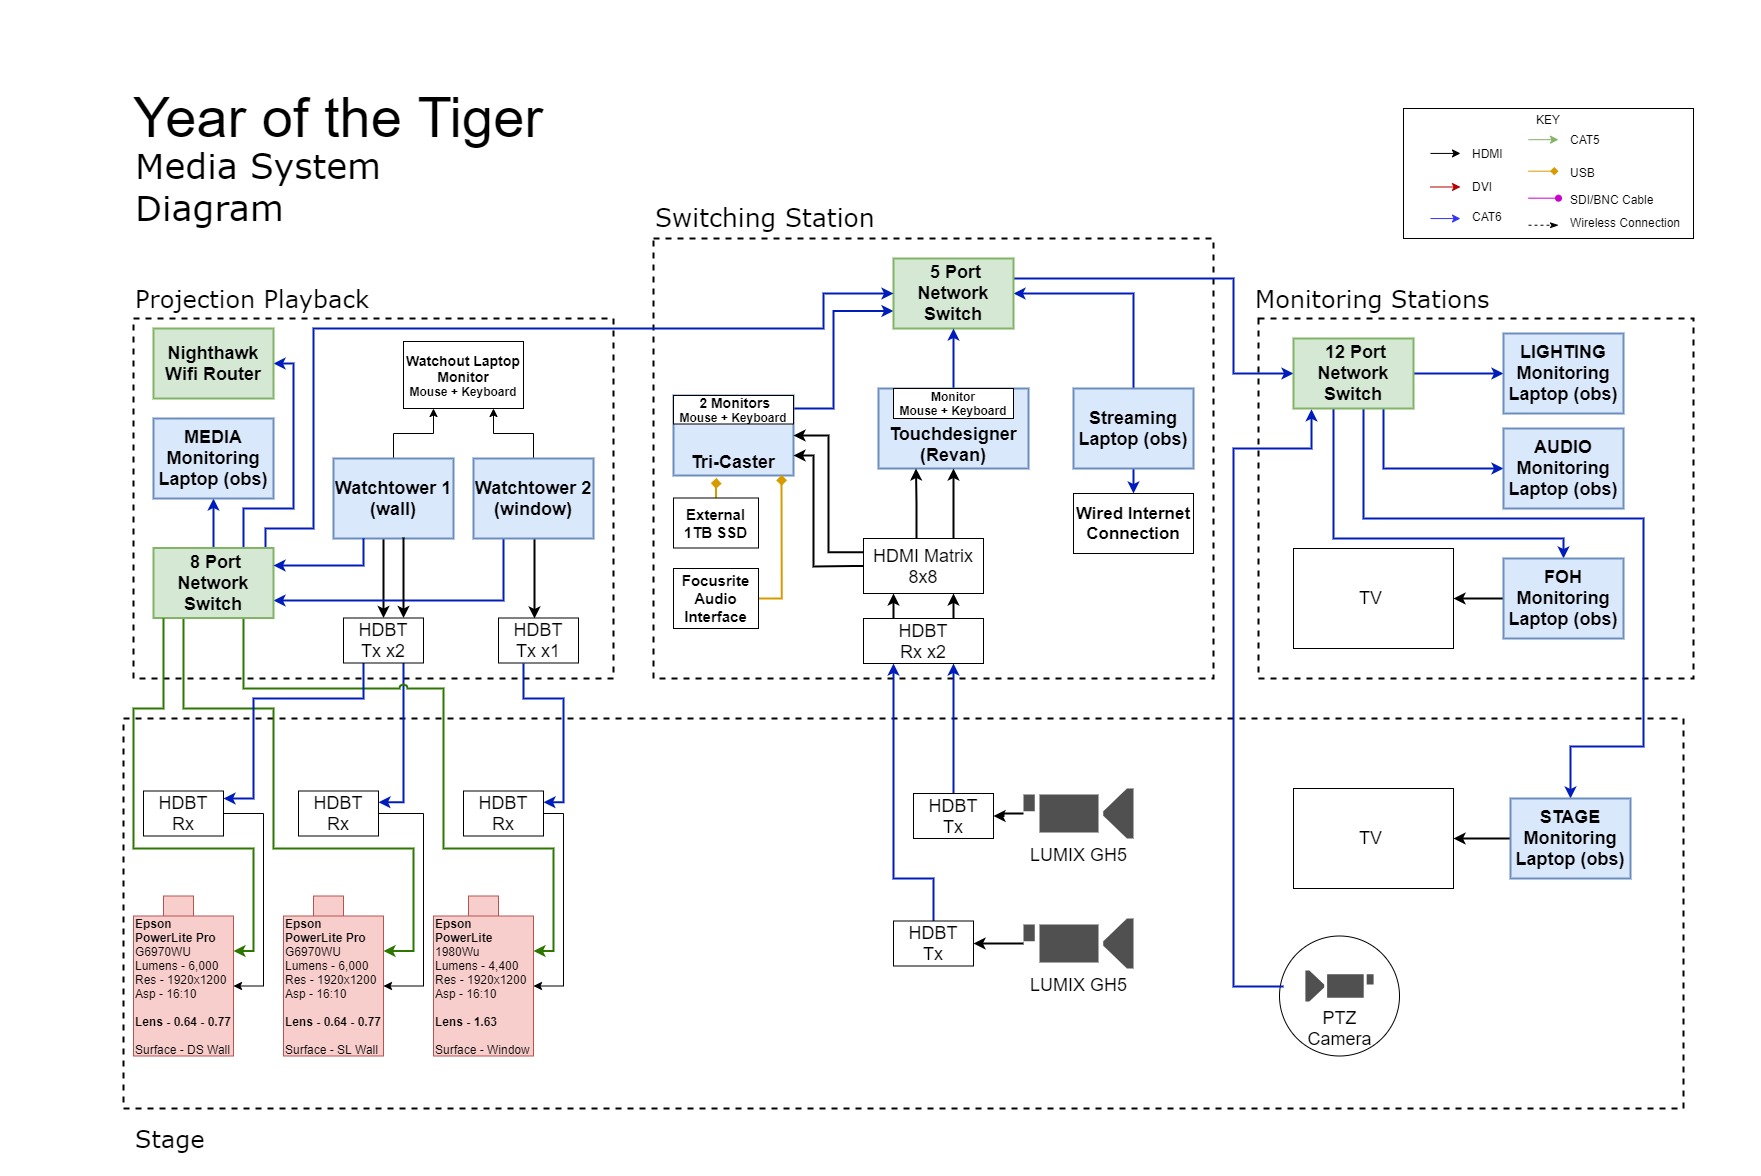 Year of the Tiger
Media System
Diagram
KEY
HDMI
DVI
CAT6
CAT5
USB
SDI/BNC Cable
Wireless Connection
Projection Playback
Nighthawk
Wifi Router
MEDIA
Monitoring
Laptop (obs)
8 Port
Network
Switch
Watchout Laptop
Monitor
Mouse + Keyboard
Watchtower 1
(wall)
Watchtower 2
(window)
HDBT
Tx x2
HDBT
Tx x1
Switching Station
5 Port
Network
Switch
2 Monitors
Mouse + Keyboard
Tri-Caster
Monitor
Mouse + Keyboard
Touchdesigner
(Revan)
Streaming
Laptop (obs)
External
1TB SSD
Focusrite
Audio
Interface
HDMI Matrix
8x8
HDBT
Rx x2
Wired Internet
Connection
Monitoring Stations
12 Port
Network
Switch
LIGHTING
Monitoring
Laptop (obs)
AUDIO
Monitoring
Laptop (obs)
FOH
Monitoring
Laptop (obs)
TV
HDBT
Rx
HDBT
Rx
HDBT
Rx
Epson
PowerLite Pro
G6970WU
Lumens - 6,000
Res - 1920x1200
Asp - 16:10
Lens - 0.64 - 0.77
Surface - DS Wall
Epson
PowerLite Pro
G6970WU
Lumens - 6,000
Res - 1920x1200
Asp - 16:10
Lens - 0.64 - 0.77
Surface - SL Wall
Epson
PowerLite
1980Wu
Lumens - 4,400
Res - 1920x1200
Asp - 16:10
Lens - 1.63
Surface - Window
HDBT
Tx
LUMIX GH5
HDBT
Tx
LUMIX GH5
TV
STAGE
Monitoring
Laptop (obs)
PTZ
Camera
Stage